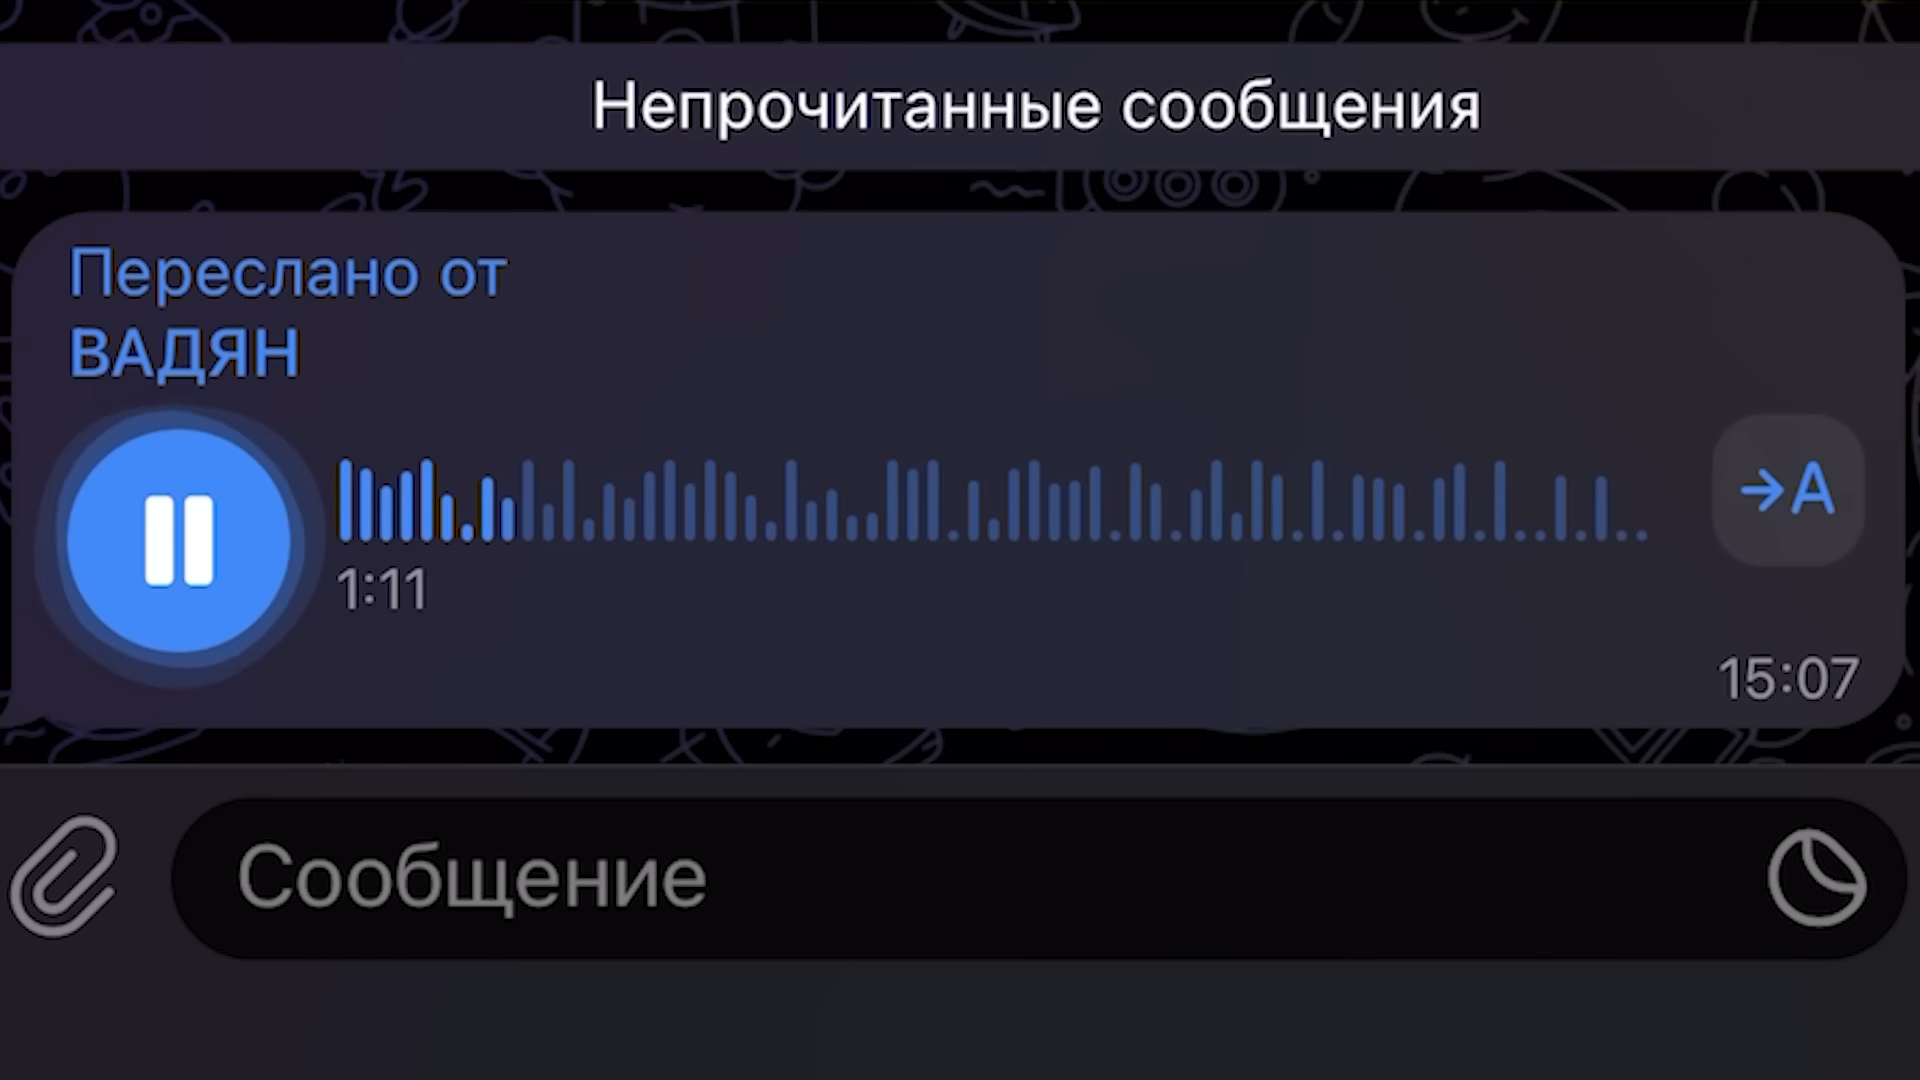 Непрочитанные сообщения
Переслано от
ВАДЯН
→A
1:11
15:07
Сообщение